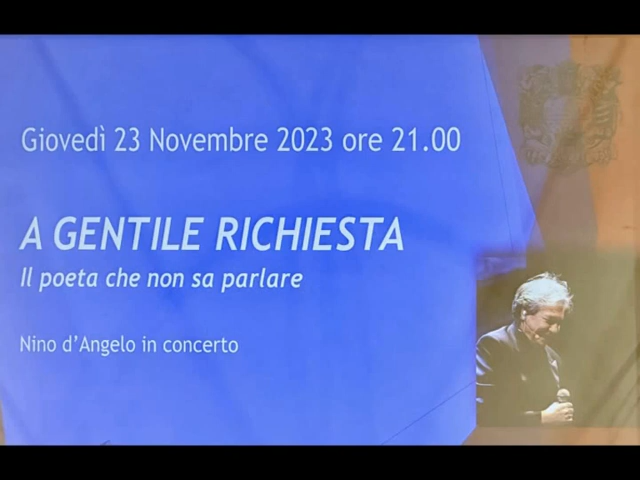 Giovedì 23 Novembre 2023 ore 21.00
A GENTILE RICHIESTA
Il poeta che non sa parlare
Nino d'Angelo in concerto